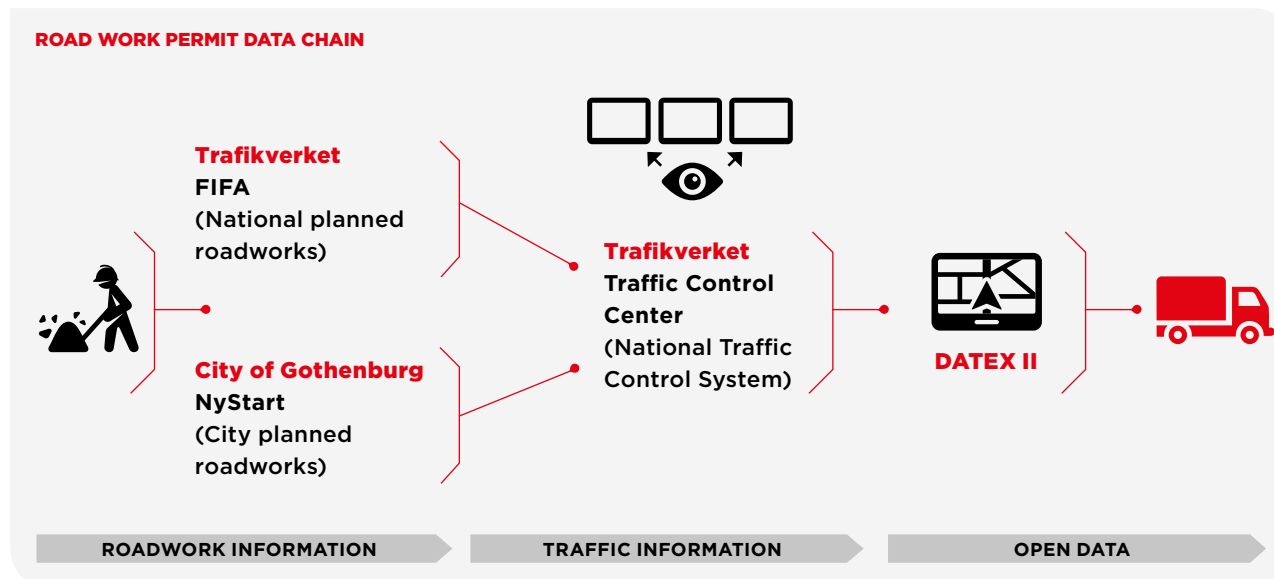 ROAD WORK PERMIT DATA CHAIN
Trafikverket
FIFA
(National planned
roadworks)
City of Gothenburg
NyStart
(City planned
roadworks)
Trafikverket
Traffic Control
Center
(National Traffic
Control System)
DATEX II
ROADWORK INFORMATION
TRAFFIC INFORMATION
OPEN DATA